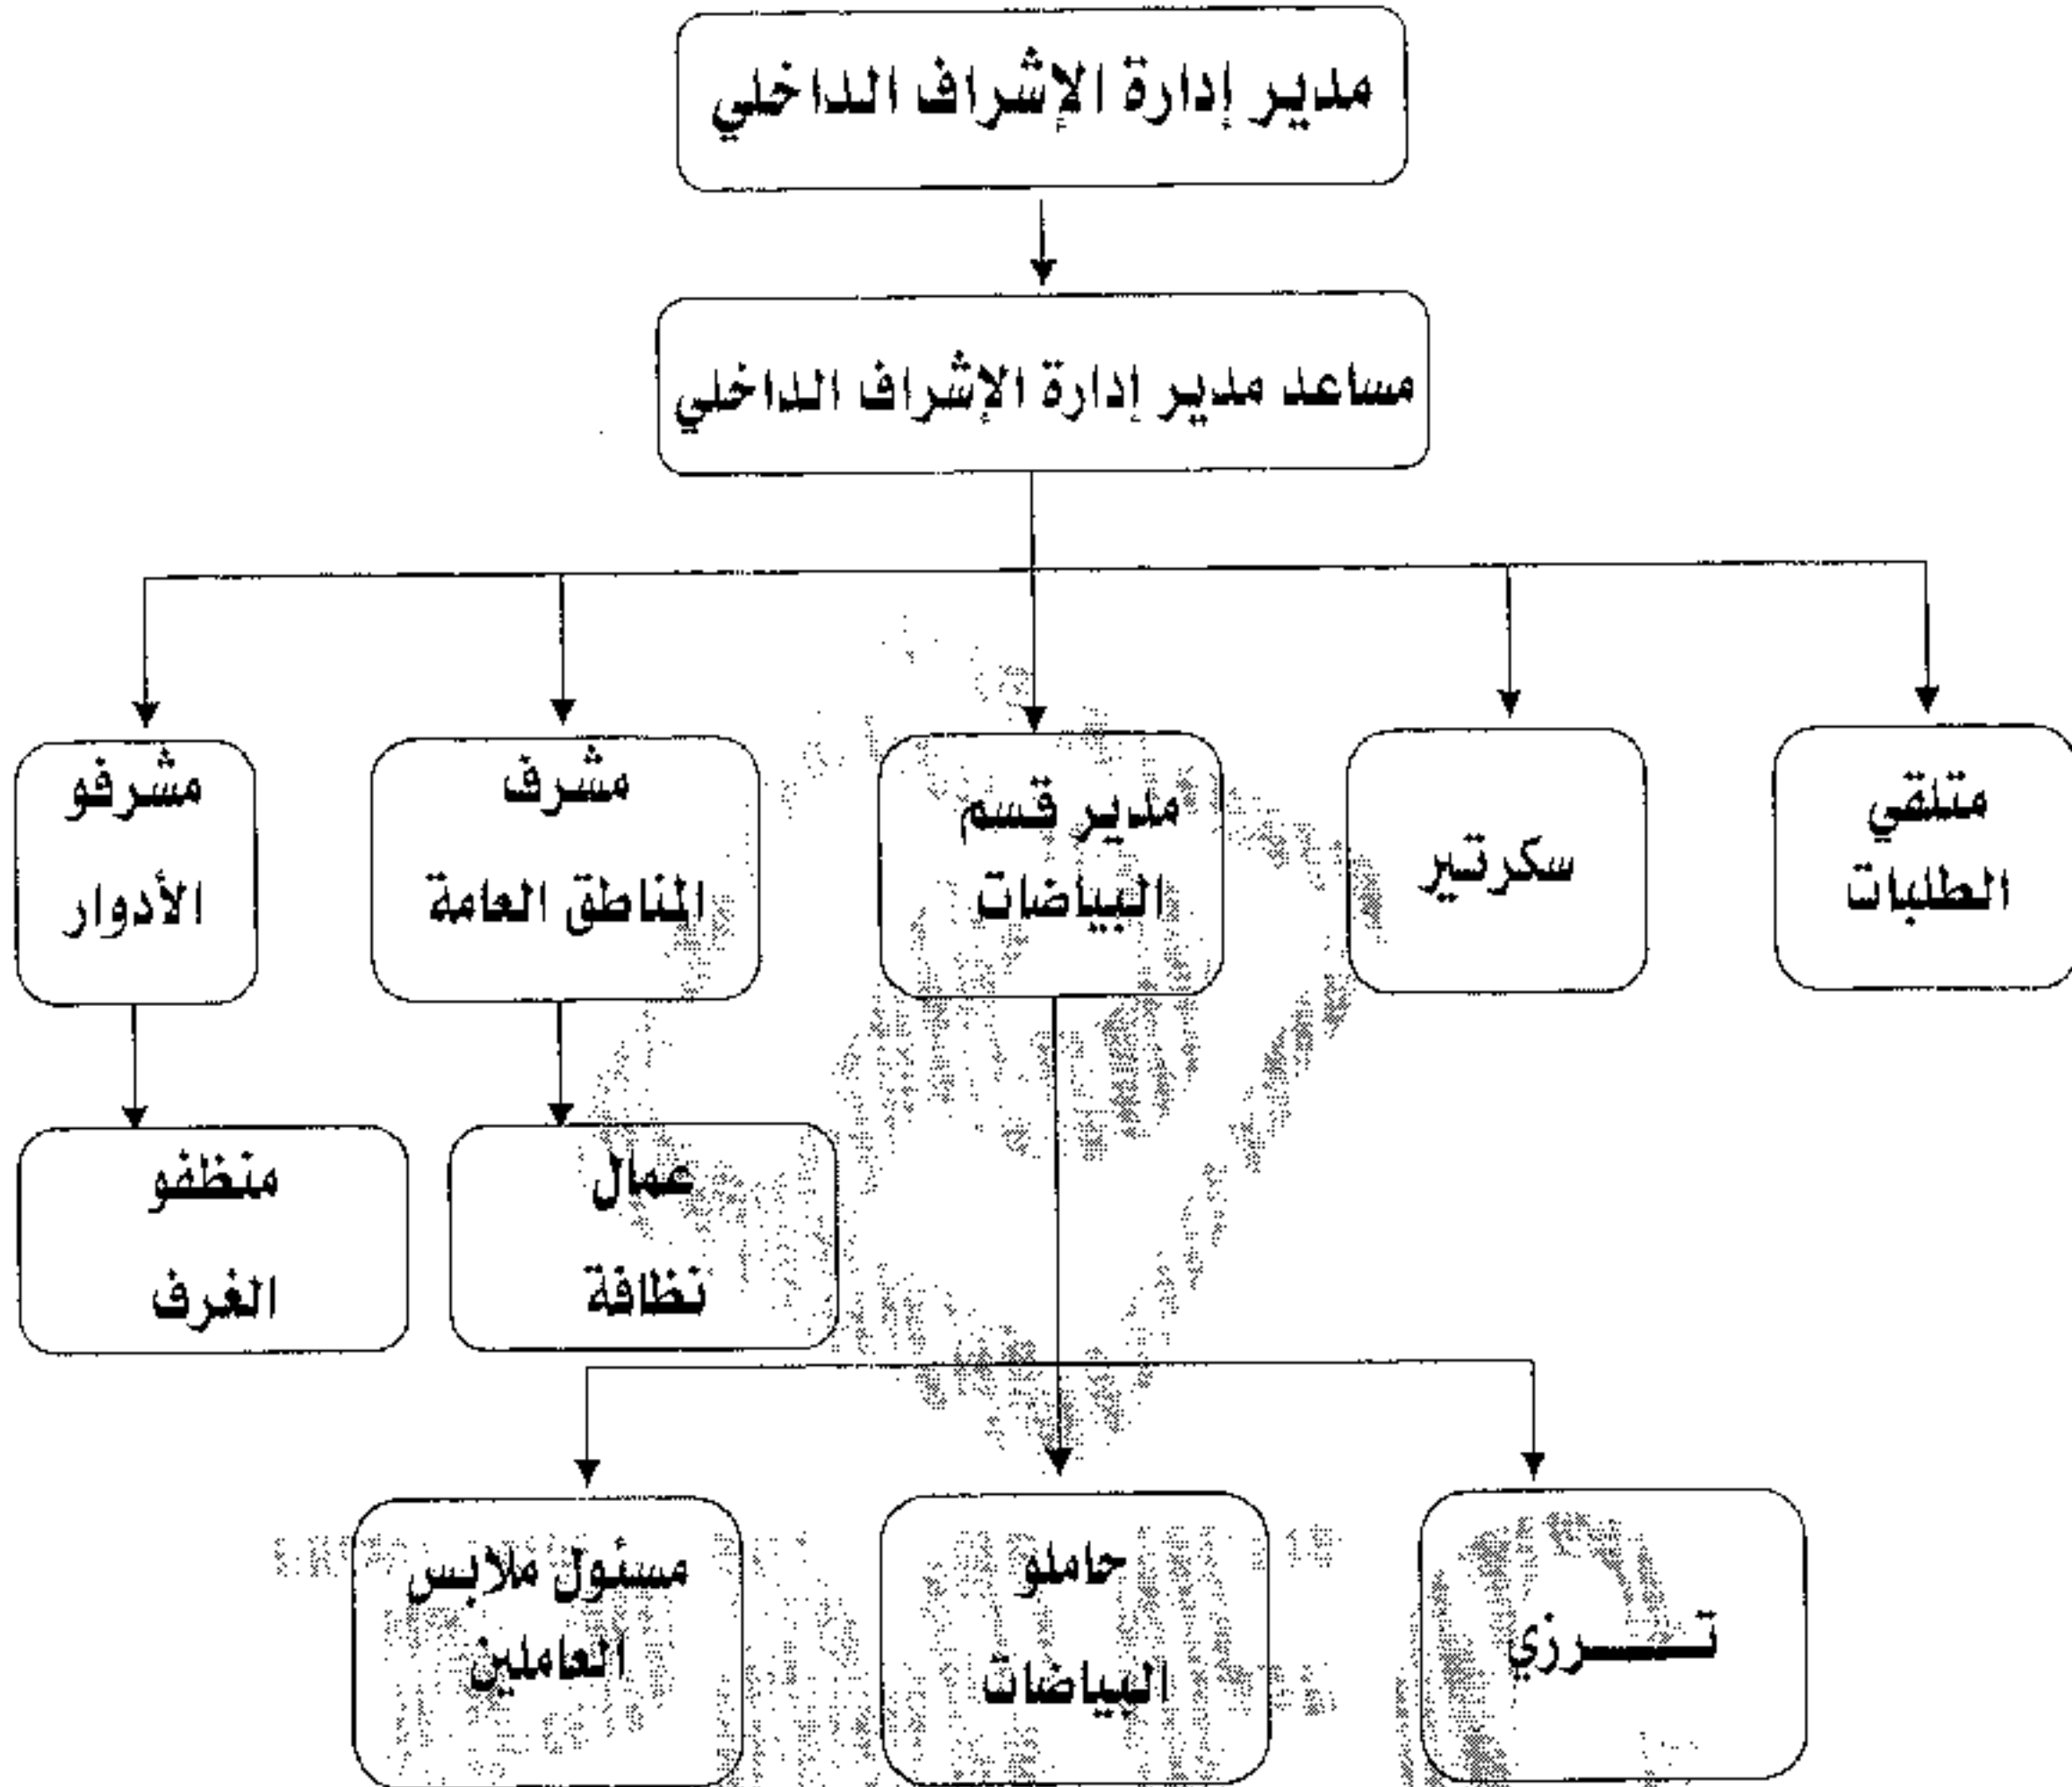 مدير إدارة الإشراف الداخلي
مساعد مدير إدارة الإشراف الداخلي
متلقي
الطلبات
سكرتير
مدير قسم
البياضات
مشرف
المناطق العامة
مشرفو
الأدوار
عمال
نظافة
منظفو
الغرف
تـــــرزي
حاملو
البياضات
مسئول ملابس
العاملين